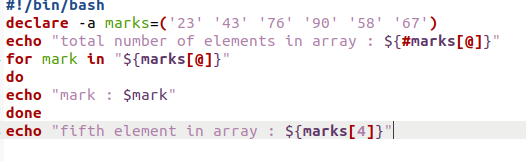 #!/bin/bash
declare -a marks=('23' '43' '76' '90' '58' '67')
echo "total number of elements in array : ${#marks[@]}"
for mark in "${marks[@]}"
do
echo "mark : $mark"
done
echo "fifth element in array : ${marks[4]}"